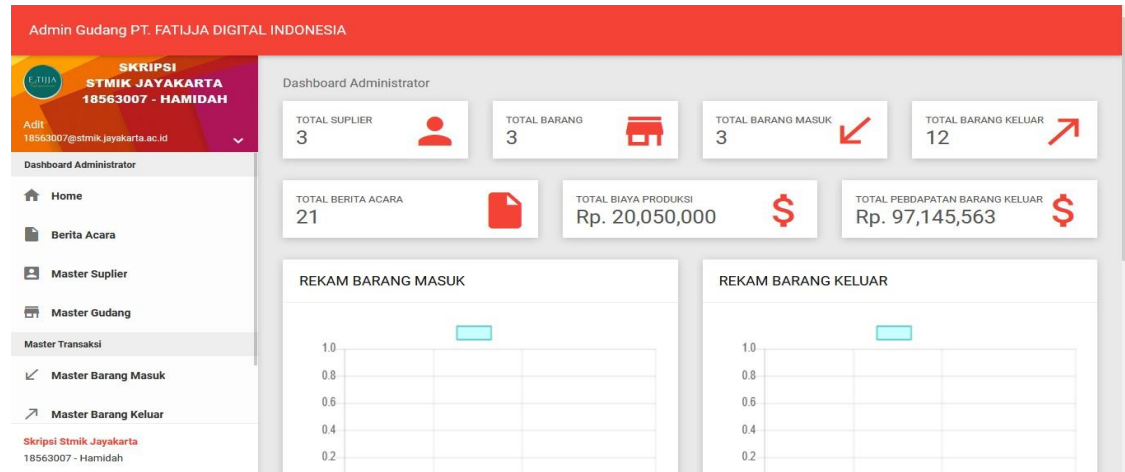 Admin Gudang PT. FATIJJA DIGITAL INDONESIA
SKRIPSI
STMIK JAYAKARTA
18563007 - HAMIDAH
Adit
18563007@stmik.jayakarta.ac.id
Dashboard Administrator
Home
Berita Acara
Master Suplier
Master Gudang
Master Transaksi
Master Barang Masuk
Master Barang Keluar
Skripsi Stmik Jayakarta
18563007 - Hamidah
Dashboard Administrator
TOTAL SUPLIER
3
TOTAL BARANG
3
TOTAL BARANG MASUK
3
TOTAL BARANG KELUAR
12
TOTAL BERITA ACARA
21
TOTAL BIAYA PRODUKSI
Rp. 20,050,000
TOTAL PEBDAPATAN BARANG KELUAR
Rp. 97,145,563
REKAM BARANG MASUK
1.0
0.8
0.6
0.4
0.2
REKAM BARANG KELUAR
1.0
0.8
0.6
0.4
0.2